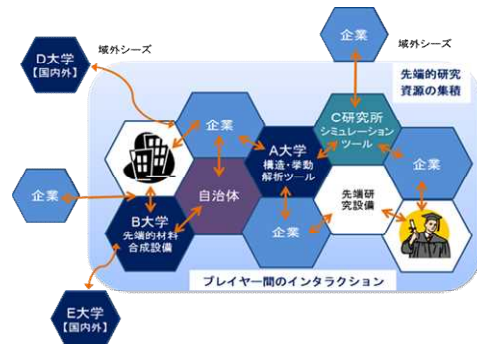 企業
域外シーズ
域外シーズ
D大学
【国内外】
先端的研究
資源の集積
企業
C研究所
シミュレーション
ツール
A大学
構造・挙動
解析ツール
企業
企業
自治体
先端研
究設備
B大学
先端的材料
合成設備
企業
プレイヤー間のインタラクション
E大学
【国内外】